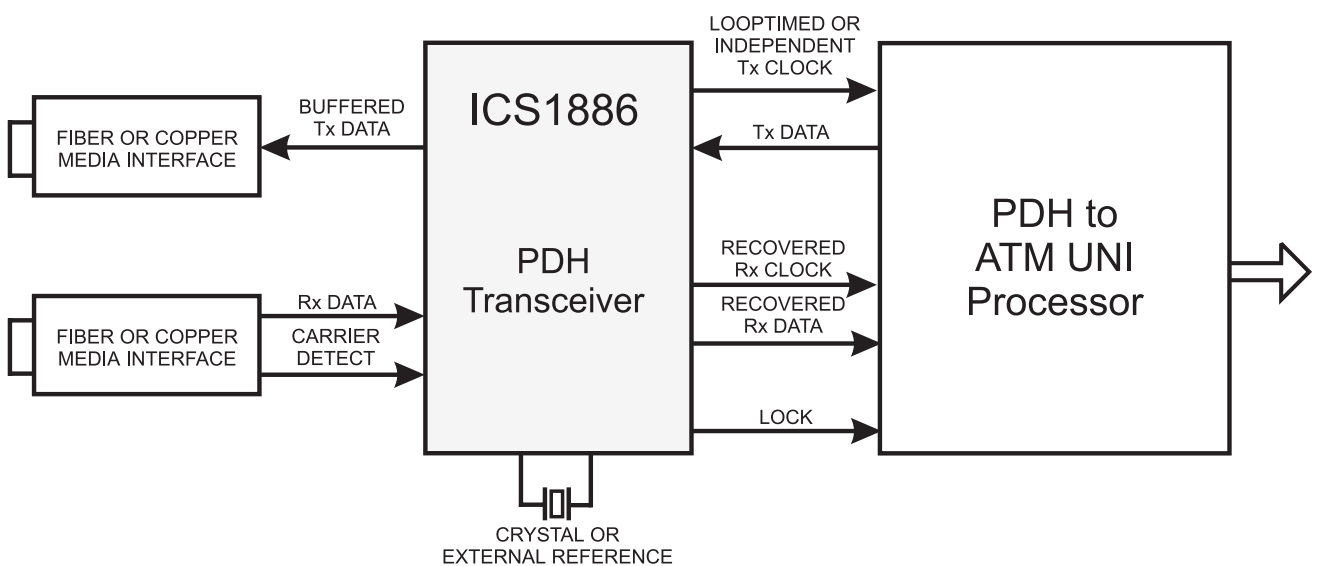 LOOPTIMED OR
INDEPENDENT
Tx CLOCK
BUFFERED
Tx DATA
FIBER OR COPPER
MEDIA INTERFACE
ICS1886
Tx DATA
PDH
Transceiver
PDH to
ATM UNI
Processor
RECOVERED
Rx CLOCK
RECOVERED
Rx DATA
Rx DATA
CARRIER
DETECT
FIBER OR COPPER
MEDIA INTERFACE
LOCK
CRYSTAL OR
EXTERNAL REFERENCE